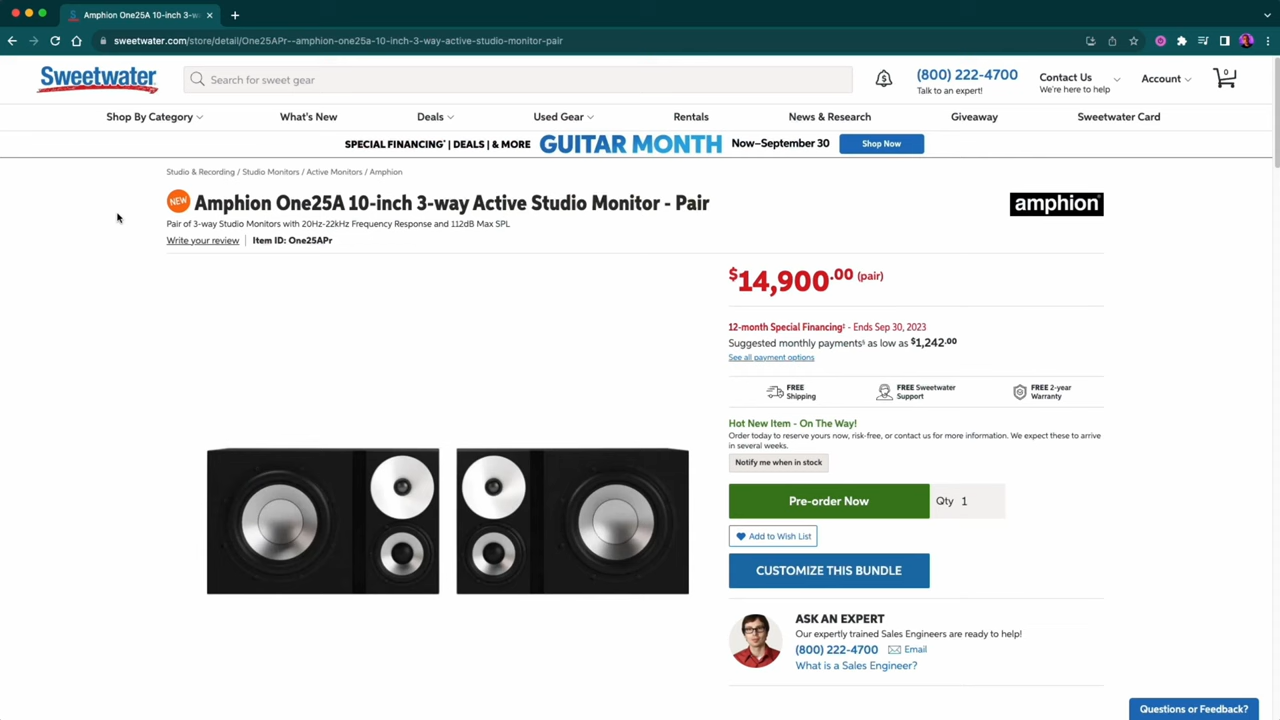 Amphion One25A 10-inch 3-w
sweetwater.com/store/detail/One25APr--amphion-one25a-10-inch-3-way-active-studio-monitor-pair
Sweetwater
Search for sweet gear
(800) 222-4700
Talk to an expert!
Contact Us
We're here to help
Account
0
Shop By Category
What's New
Deals
Used Gear
Rentals
News & Research
Giveaway
Sweetwater Card
SPECIAL FINANCING* | DEALS | & MORE GUITAR MONTH Now–September 30 Shop Now
Studio & Recording / Studio Monitors / Active Monitors / Amphion
NEW Amphion One25A 10-inch 3-way Active Studio Monitor - Pair
amphion
Pair of 3-way Studio Monitors with 20Hz-22kHz Frequency Response and 112dB Max SPL
Write your review | Item ID: One25APr
$14,900.00 (pair)
12-month Special Financing‡ - Ends Sep 30, 2023
Suggested monthly payments§ as low as $1,242.00
See all payment options
FREE Shipping
FREE Sweetwater Support
FREE 2-year Warranty
Hot New Item - On The Way!
Order today to reserve yours now, risk-free, or contact us for more information. We expect these to arrive
in several weeks.
Notify me when in stock
Pre-order Now
Qty 1
Add to Wish List
CUSTOMIZE THIS BUNDLE
ASK AN EXPERT
Our expertly trained Sales Engineers are ready to help!
(800) 222-4700 Email
What is a Sales Engineer?
Questions or Feedback?